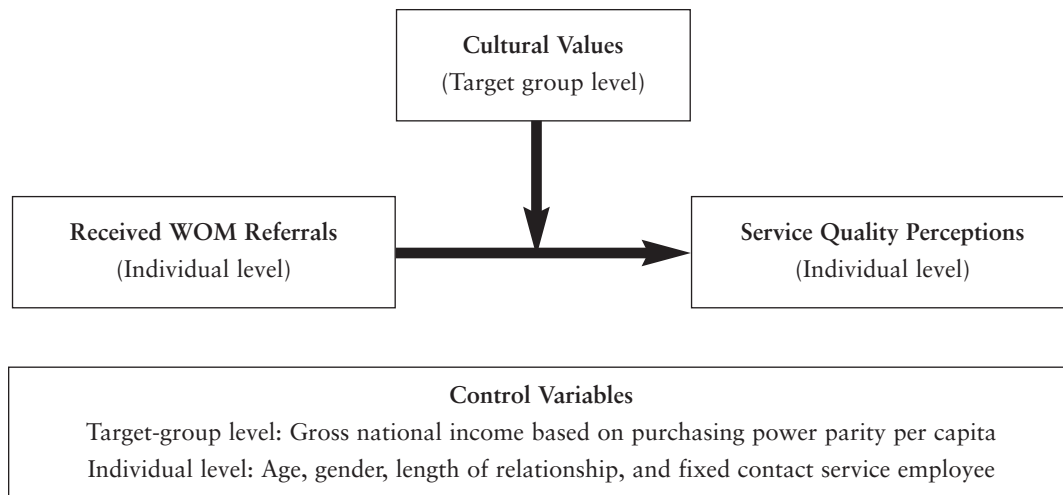 Cultural Values
(Target group level)
Received WOM Referrals
(Individual level)
Service Quality Perceptions
(Individual level)
Control Variables
Target-group level: Gross national income based on purchasing power parity per capita
Individual level: Age, gender, length of relationship, and fixed contact service employee